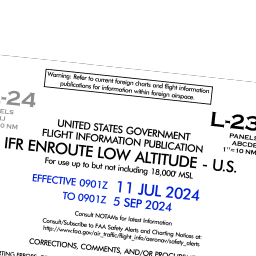 Warning: Refer to current foreign charts and flight information
publications for information within foreign airspace.
-24
L-23
PANELS
ABCDE
1"=10 NM
10 NM
UNITED STATES GOVERNMENT
FLIGHT INFORMATION PUBLICATION
IFR ENROUTE LOW ALTITUDE - U.S.
For use up to but not including 18,000' MSL
EFFECTIVE 0901Z 11 JUL 2024
TO 0901Z 5 SEP 2024
Consult NOTAMs for latest information
Consult/Subscribe to FAA Safety Alerts and Charting Notices at:
http://www.faa.gov/air_traffic/flight_info/aeronav/safety_alerts
CORRECTIONS, COMMENTS, AND/OR PROCUREMENT